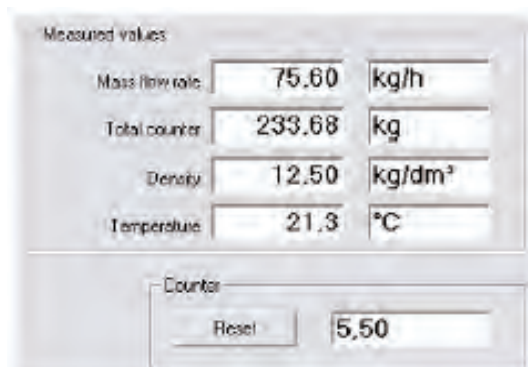 Measured values
Mass flow rate 75.60 kg/h
Total counter 233.68 kg
Density 12.50 kg/dm³
Temperature 21.3 °C
Counter
Reset 5,50